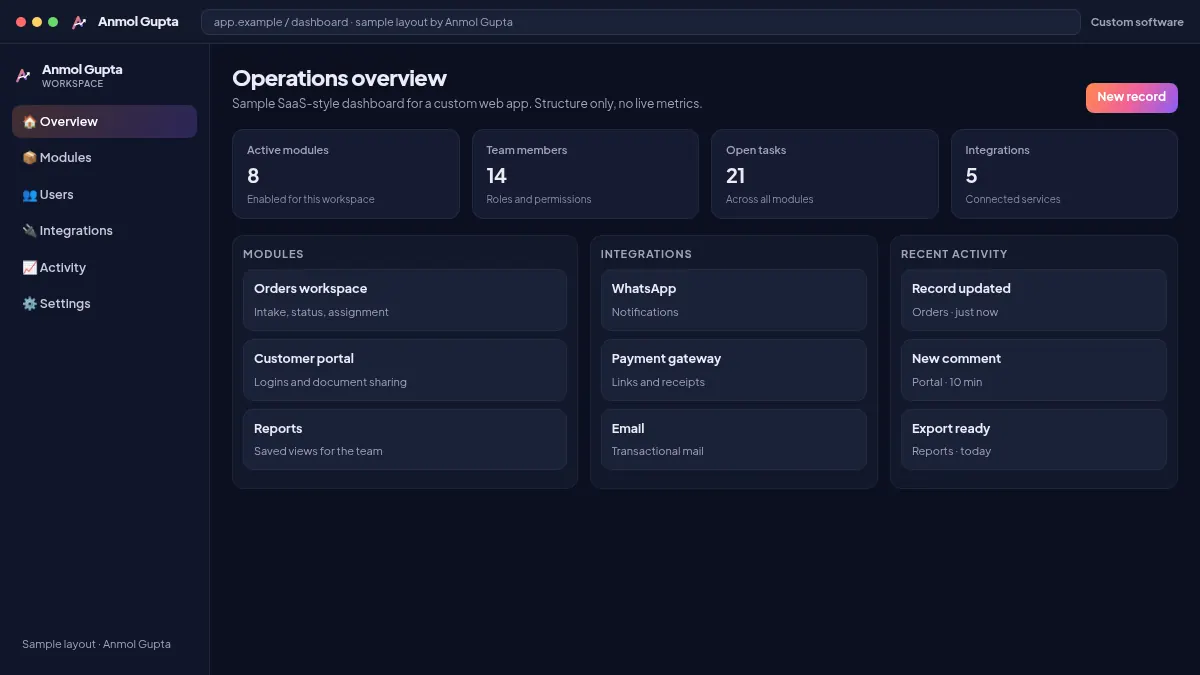 Anmol Gupta
app.example / dashboard · sample layout by Anmol Gupta
Custom software
Anmol Gupta
WORKSPACE
Overview
Modules
Users
Integrations
Activity
Settings
Sample layout · Anmol Gupta
Operations overview
Sample SaaS-style dashboard for a custom web app. Structure only, no live metrics.
New record
Active modules
8
Enabled for this workspace
Team members
14
Roles and permissions
Open tasks
21
Across all modules
Integrations
5
Connected services
MODULES
Orders workspace
Intake, status, assignment
Customer portal
Logins and document sharing
Reports
Saved views for the team
INTEGRATIONS
WhatsApp
Notifications
Payment gateway
Links and receipts
Email
Transactional mail
RECENT ACTIVITY
Record updated
Orders · just now
New comment
Portal · 10 min
Export ready
Reports · today